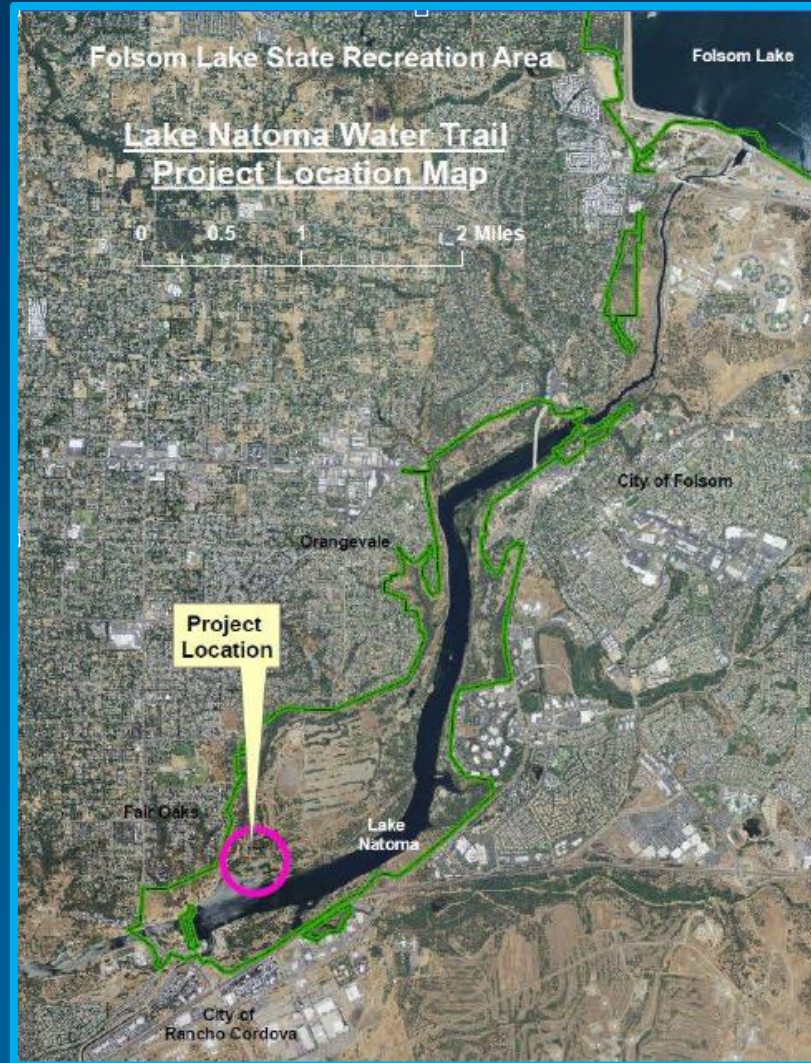 Folsom Lake State Recreation Area
Folsom Lake
Lake Natoma Water Trail
Project Location Map
0 0.5 1 2 Miles
City of Folsom
Orangevale
Project
Location
Fair Oaks
Lake
Natoma
City of
Rancho Cordova